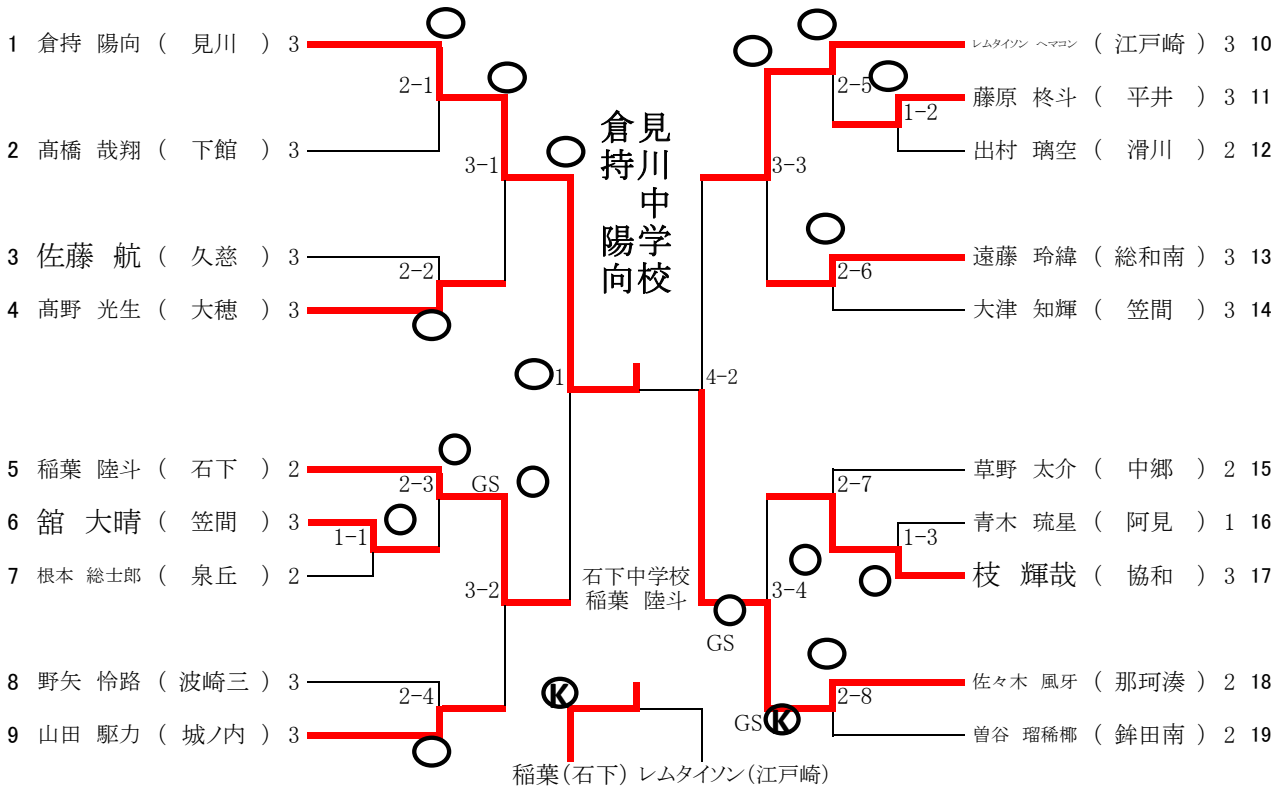 1 倉持 陽向 ( 見川 ) 3
2 髙橋 哉翔 ( 下館 ) 3
3 佐藤 航 ( 久慈 ) 3
4 髙野 光生 ( 大穂 ) 3
5 稲葉 陸斗 ( 石下 ) 2
6 舘 大晴 ( 笠間 ) 3
7 根本 総士郎 ( 泉丘 ) 2
8 野矢 怜路 ( 波崎三 ) 3
9 山田 駆力 ( 城ノ内 ) 3
2-1
3-1
2-2
1
2-3
GS
1-1
3-2
2-4
見川中学校
倉持 陽向
石下中学校
稲葉 陸斗
K
稲葉(石下) レムタイソン(江戸崎)
レムタイソン ヘマコン ( 江戸崎 ) 3 10
藤原 柊斗 ( 平井 ) 3 11
出村 璃空 ( 滑川 ) 2 12
遠藤 玲緯 ( 総和南 ) 3 13
大津 知輝 ( 笠間 ) 3 14
草野 太介 ( 中郷 ) 2 15
青木 琉星 ( 阿見 ) 1 16
枝 輝哉 ( 協和 ) 3 17
佐々木 風牙 ( 那珂湊 ) 2 18
曽谷 瑠稀椰 ( 鉾田南 ) 2 19
2-5
1-2
3-3
2-6
4-2
2-7
1-3
3-4
GS
2-8
GS
K